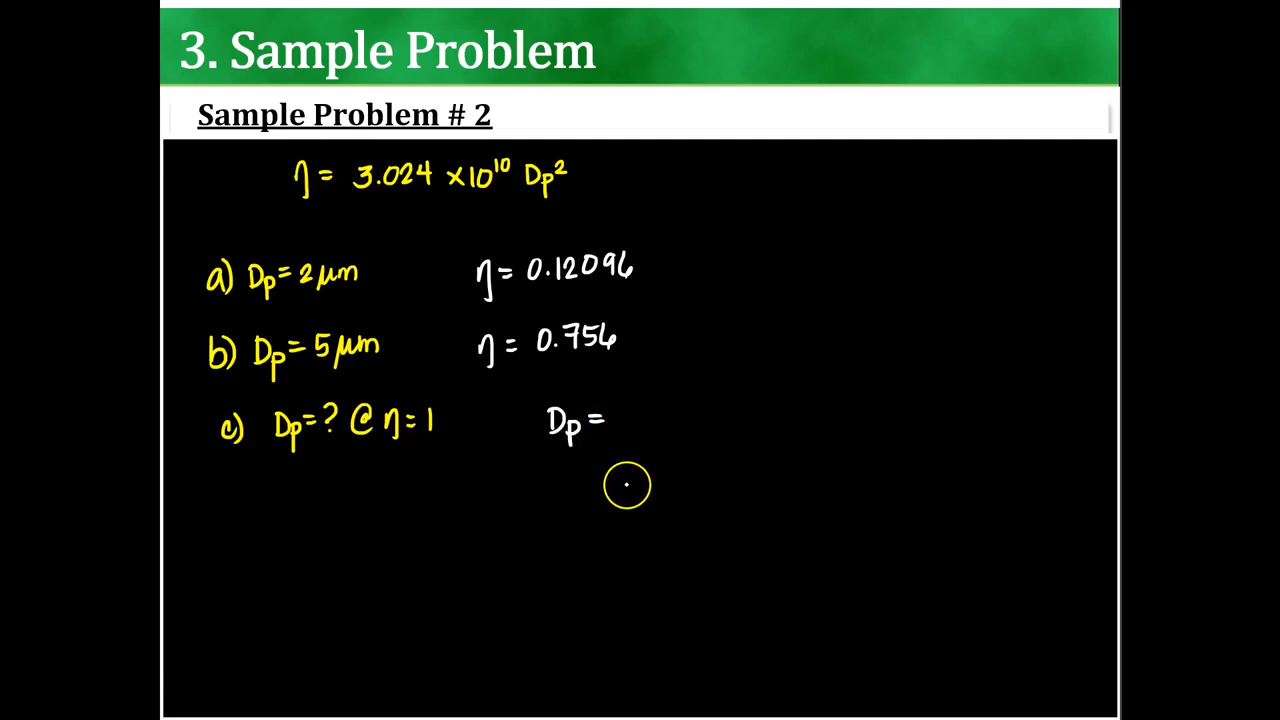 3. Sample Problem
Sample Problem # 2
η = 3.024 ×10¹⁰ Dp²
a) Dp = 2 μm η = 0.12096
b) Dp = 5 μm η = 0.756
c) Dp = ? @ η = 1 Dp =